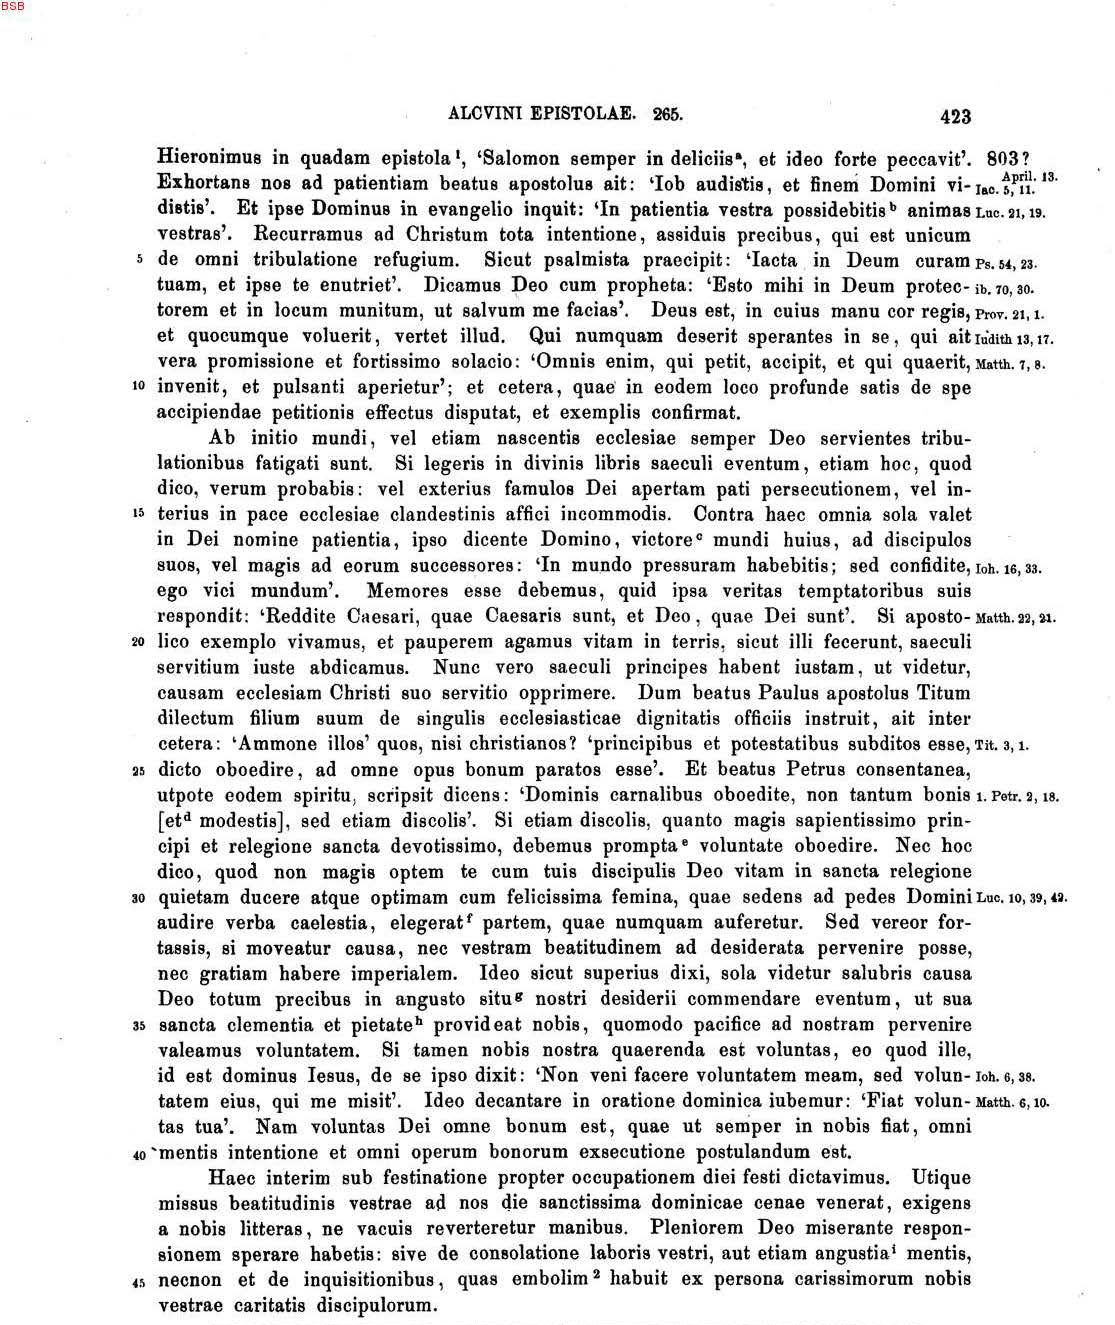 BSB
ALCVINI EPISTOLAE. 265. 423
Hieronimus in quadam epistola¹, ‘Salomon semper in deliciisᵃ, et ideo forte peccavit’. 803?
Exhortans nos ad patientiam beatus apostolus ait: ‘Iob audistis, et finem Domini vi- April. 13. Iac. 5, 11.
distis’. Et ipse Dominus in evangelio inquit: ‘In patientia vestra possidebitisᵇ animas Luc. 21, 19.
vestras’. Recurramus ad Christum tota intentione, assiduis precibus, qui est unicum
5 de omni tribulatione refugium. Sicut psalmista praecipit: ‘Iacta in Deum curam Ps. 54, 23.
tuam, et ipse te enutriet’. Dicamus Deo cum propheta: ‘Esto mihi in Deum protec- ib. 70, 30.
torem et in locum munitum, ut salvum me facias’. Deus est, in cuius manu cor regis, Prov. 21, 1.
et quocumque voluerit, vertet illud. Qui numquam deserit sperantes in se, qui ait Iudith 13, 17.
vera promissione et fortissimo solacio: ‘Omnis enim, qui petit, accipit, et qui quaerit, Matth. 7, 8.
10 invenit, et pulsanti aperietur’; et cetera, quae in eodem loco profunde satis de spe
accipiendae petitionis effectus disputat, et exemplis confirmat.
Ab initio mundi, vel etiam nascentis ecclesiae semper Deo servientes tribu-
lationibus fatigati sunt. Si legeris in divinis libris saeculi eventum, etiam hoc, quod
dico, verum probabis: vel exterius famulos Dei apertam pati persecutionem, vel in-
15 terius in pace ecclesiae clandestinis affici incommodis. Contra haec omnia sola valet
in Dei nomine patientia, ipso dicente Domino, victoreᶜ mundi huius, ad discipulos
suos, vel magis ad eorum successores: ‘In mundo pressuram habebitis; sed confidite, Ioh. 16, 33.
ego vici mundum’. Memores esse debemus, quid ipsa veritas temptatoribus suis
respondit: ‘Reddite Caesari, quae Caesaris sunt, et Deo, quae Dei sunt’. Si aposto- Matth. 22, 21.
20 lico exemplo vivamus, et pauperem agamus vitam in terris, sicut illi fecerunt, saeculi
servitium iuste abdicamus. Nunc vero saeculi principes habent iustam, ut videtur,
causam ecclesiam Christi suo servitio opprimere. Dum beatus Paulus apostolus Titum
dilectum filium suum de singulis ecclesiasticae dignitatis officiis instruit, ait inter
cetera: ‘Ammone illos’ quos, nisi christianos? ‘principibus et potestatibus subditos esse, Tit. 3, 1.
25 dicto oboedire, ad omne opus bonum paratos esse’. Et beatus Petrus consentanea,
utpote eodem spiritu, scripsit dicens: ‘Dominis carnalibus oboedite, non tantum bonis 1. Petr. 2, 18.
[etᵈ modestis], sed etiam discolis’. Si etiam discolis, quanto magis sapientissimo prin-
cipi et relegione sancta devotissimo, debemus promptaᵉ voluntate oboedire. Nec hoc
dico, quod non magis optem te cum tuis discipulis Deo vitam in sancta relegione
30 quietam ducere atque optimam cum felicissima femina, quae sedens ad pedes Domini Luc. 10, 39, 42.
audire verba caelestia, elegeratᶠ partem, quae numquam auferetur. Sed vereor for-
tassis, si moveatur causa, nec vestram beatitudinem ad desiderata pervenire posse,
nec gratiam habere imperialem. Ideo sicut superius dixi, sola videtur salubris causa
Deo totum precibus in angusto situᵍ nostri desiderii commendare eventum, ut sua
35 sancta clementia et pietateʰ provideat nobis, quomodo pacifice ad nostram pervenire
valeamus voluntatem. Si tamen nobis nostra quaerenda est voluntas, eo quod ille,
id est dominus Iesus, de se ipso dixit: ‘Non veni facere voluntatem meam, sed volun- Ioh. 6, 38.
tatem eius, qui me misit’. Ideo decantare in oratione dominica iubemur: ‘Fiat volun- Matth. 6, 10.
tas tua’. Nam voluntas Dei omne bonum est, quae ut semper in nobis fiat, omni
40 mentis intentione et omni operum bonorum exsecutione postulandum est.
Haec interim sub festinatione propter occupationem diei festi dictavimus. Utique
missus beatitudinis vestrae ad nos die sanctissima dominicae cenae venerat, exigens
a nobis litteras, ne vacuis reverteretur manibus. Pleniorem Deo miserante respon-
sionem sperare habetis: sive de consolatione laboris vestri, aut etiam angustiaⁱ mentis,
45 necnon et de inquisitionibus, quas embolim² habuit ex persona carissimorum nobis
vestrae caritatis discipulorum.